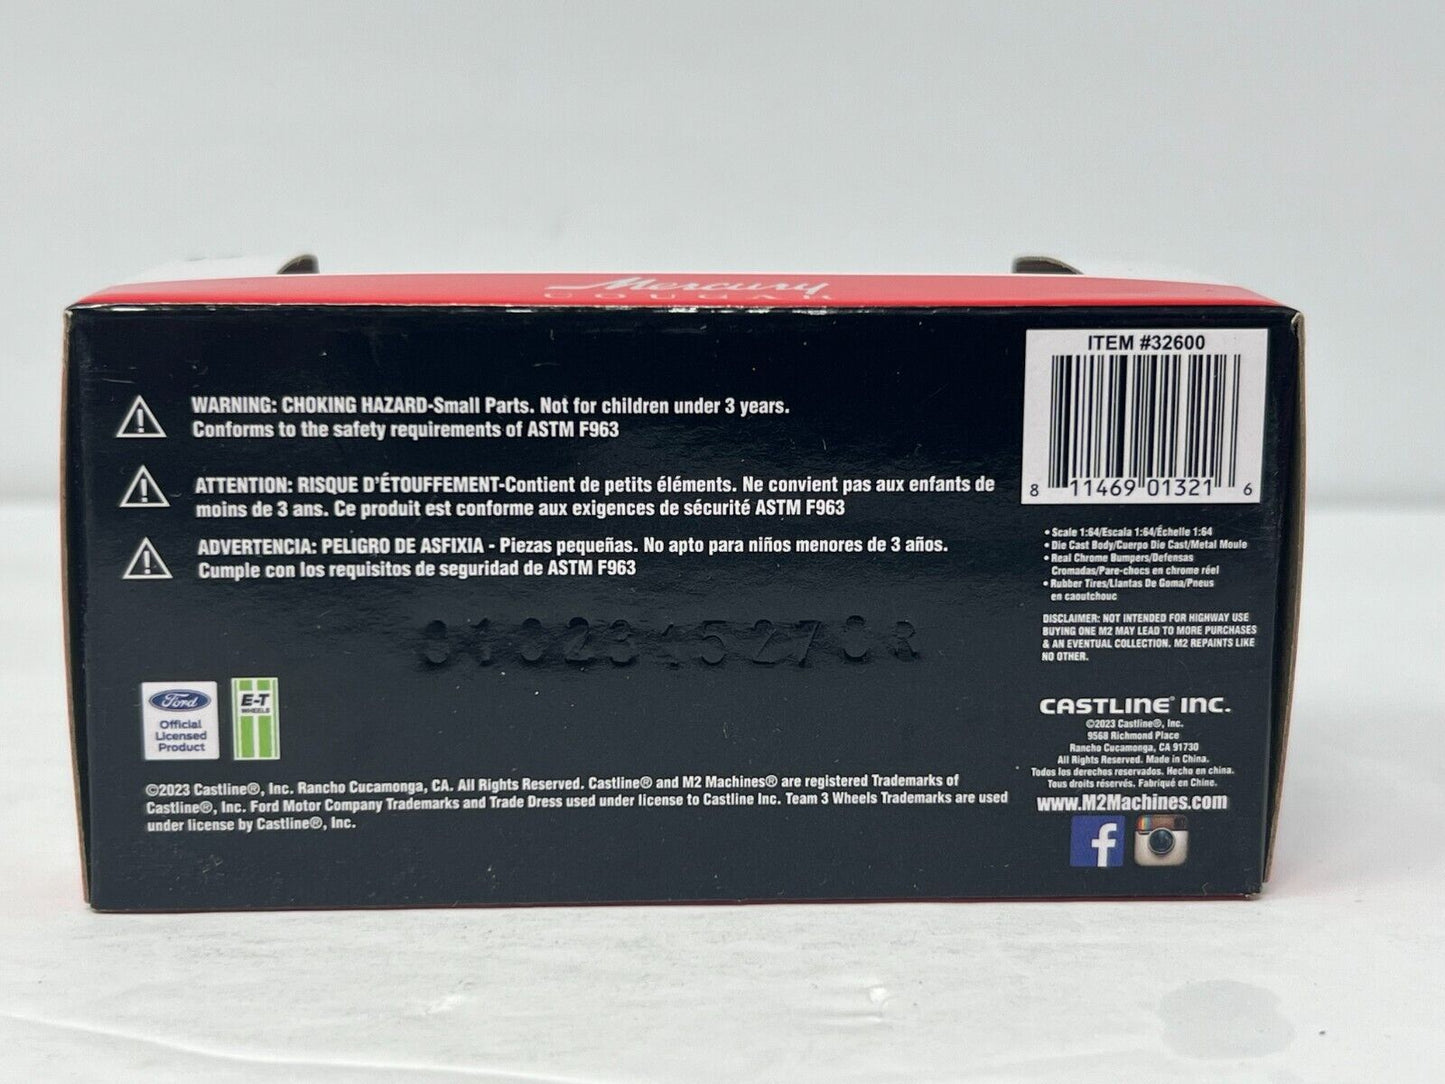 Mercury
COUGAR
ITEM #32600
8 11469 01321 6
WARNING: CHOKING HAZARD-Small Parts. Not for children under 3 years.
Conforms to the safety requirements of ASTM F963
ATTENTION: RISQUE D'ÉTOUFFEMENT-Contient de petits éléments. Ne convient pas aux enfants de
moins de 3 ans. Ce produit est conforme aux exigences de sécurité ASTM F963
ADVERTENCIA: PELIGRO DE ASFIXIA - Piezas pequeñas. No apto para niños menores de 3 años.
Cumple con los requisitos de seguridad de ASTM F963
Ford
Official
Licensed
Product
E-T
WHEELS
©2023 Castline®, Inc. Rancho Cucamonga, CA. All Rights Reserved. Castline® and M2 Machines® are registered Trademarks of
Castline®, Inc. Ford Motor Company Trademarks and Trade Dress used under license to Castline Inc. Team 3 Wheels Trademarks are used
under license by Castline®, Inc.
• Scale 1:64/Escala 1:64/Échelle 1:64
• Die Cast Body/Cuerpo Die Cast/Metal Moule
• Real Chrome Bumpers/Defensas
Cromadas/Pare-chocs en chrome réel
• Rubber Tires/Llantas De Goma/Pneus
en caoutchouc
DISCLAIMER: NOT INTENDED FOR HIGHWAY USE
BUYING ONE M2 MAY LEAD TO MORE PURCHASES
& AN EVENTUAL COLLECTION. M2 REPAINTS LIKE
NO OTHER.
CASTLINE® INC.
©2023 Castline®, Inc.
9568 Richmond Place
Rancho Cucamonga, CA 91730
All Rights Reserved. Made in China.
Todos los derechos reservados. Hecho en china.
Tous droits réservés. Fabriqué en Chine.
www.M2Machines.com